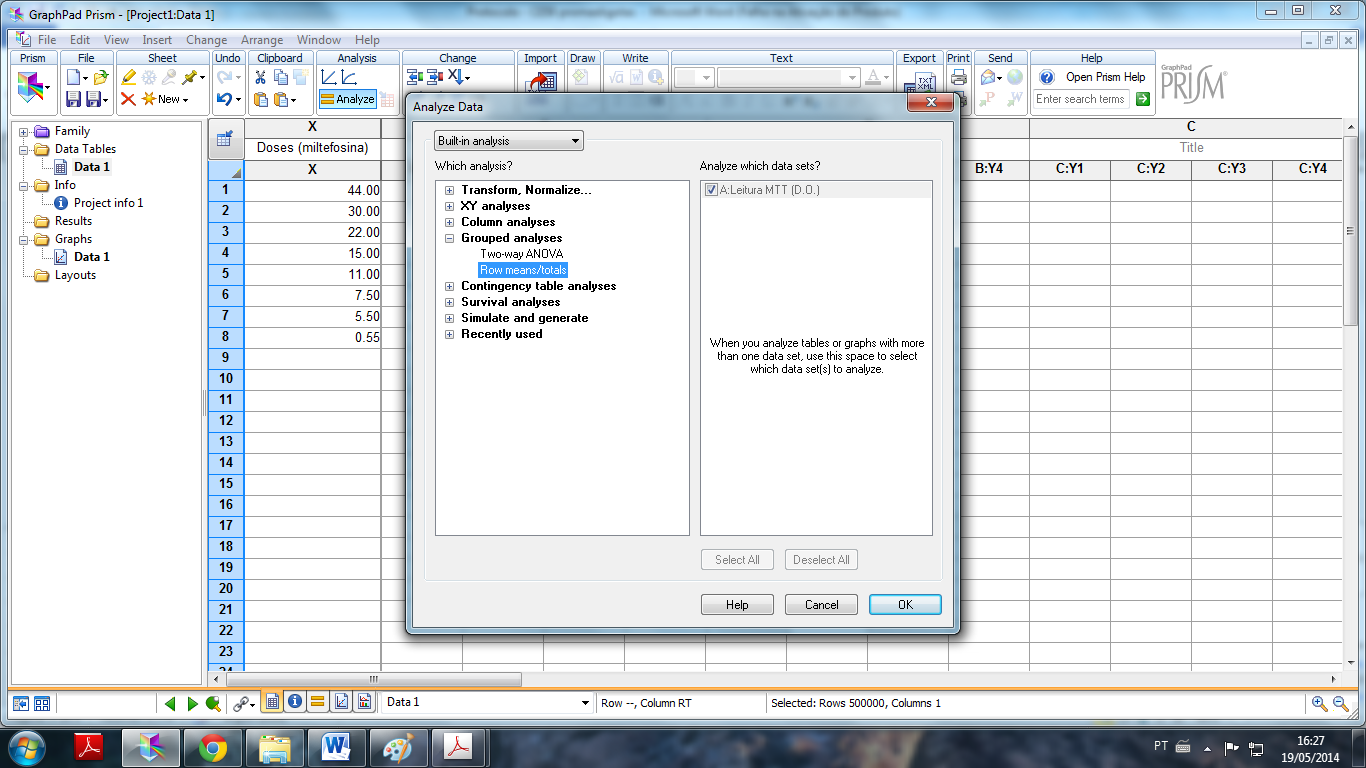 GraphPad Prism - [Project1:Data 1]
File Edit View Insert Change Arrange Window Help
Prism File Sheet Undo Clipboard Analysis Change Import Draw Write Text Export Print Send Help
New
Analyze
TXT
XML
Open Prism Help
Enter search terms
GraphPad
PRISM
Family
Data Tables
Data 1
Info
Project info 1
Results
Graphs
Data 1
Layouts
X C
Doses (miltefosina) Title
X B:Y4 C:Y1 C:Y2 C:Y3 C:Y4
1 44.00
2 30.00
3 22.00
4 15.00
5 11.00
6 7.50
7 5.50
8 0.55
9
10
11
12
13
14
15
16
17
18
19
20
21
22
23
24
Analyze Data
Built-in analysis
Which analysis?
Transform, Normalize...
XY analyses
Column analyses
Grouped analyses
Two-way ANOVA
Row means/totals
Contingency table analyses
Survival analyses
Simulate and generate
Recently used
Analyze which data sets?
A:Leitura MTT (D.O.)
When you analyze tables or graphs with more
than one data set, use this space to select
which data set(s) to analyze.
Select All Deselect All
Help Cancel OK
Data 1 Row --, Column RT Selected: Rows 500000, Columns 1
PT 16:27
19/05/2014